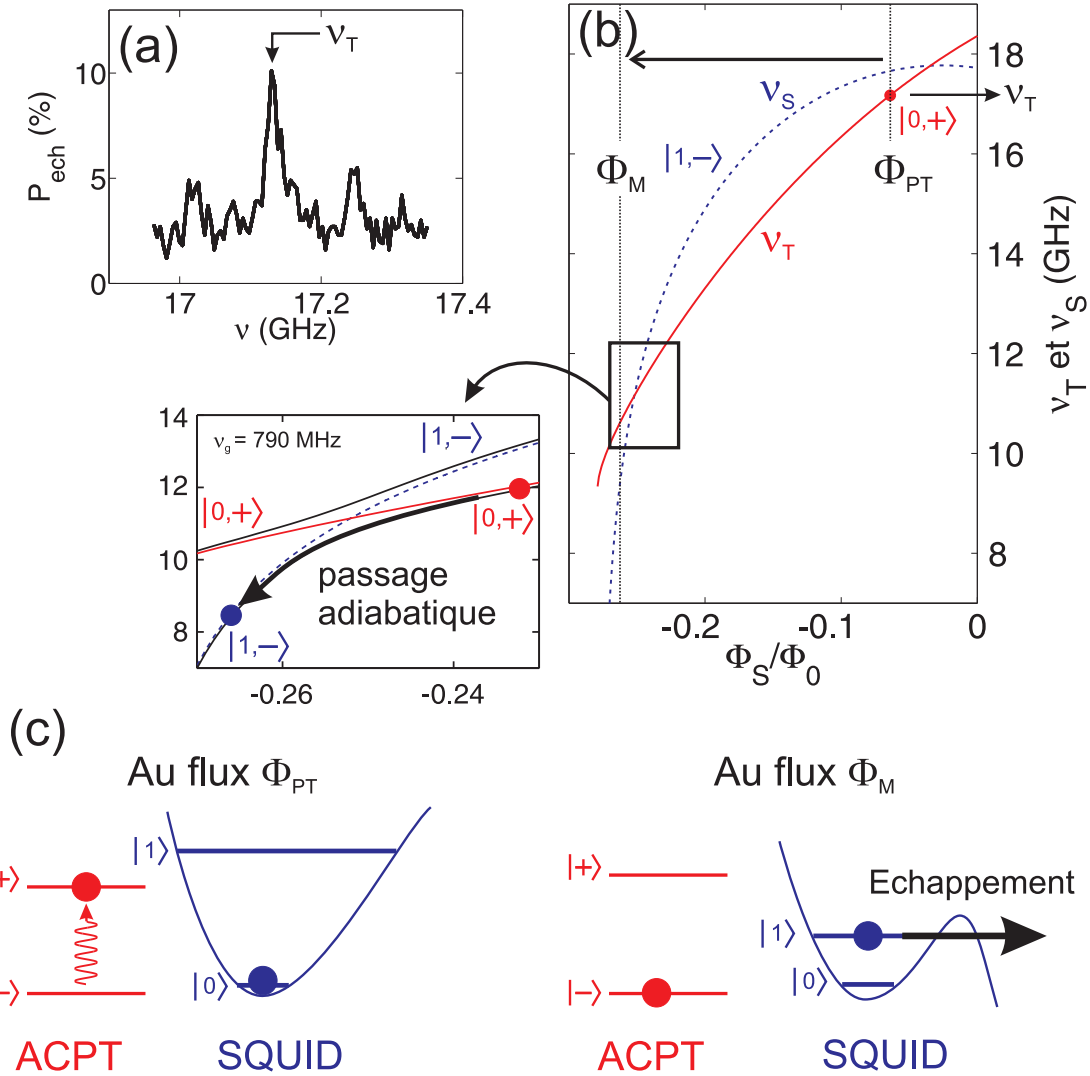 (a)
ν_T
10
5
0
P_ech (%)
17
17.2
17.4
ν (GHz)
(b)
ν_S
ν_T
|0,+⟩
|1,−⟩
Φ_M
Φ_PT
ν_T
18
16
14
12
10
8
ν_T et ν_S (GHz)
-0.2
-0.1
0
Φ_S/Φ_0
14
12
10
8
ν_g = 790 MHz
|1,−⟩
|0,+⟩
|0,+⟩
passage
adiabatique
|1,−⟩
-0.26
-0.24
(c)
Au flux Φ_PT
Au flux Φ_M
+⟩
−⟩
|1⟩
|0⟩
ACPT
SQUID
|+⟩
|−⟩
|1⟩
|0⟩
Echappement
ACPT
SQUID